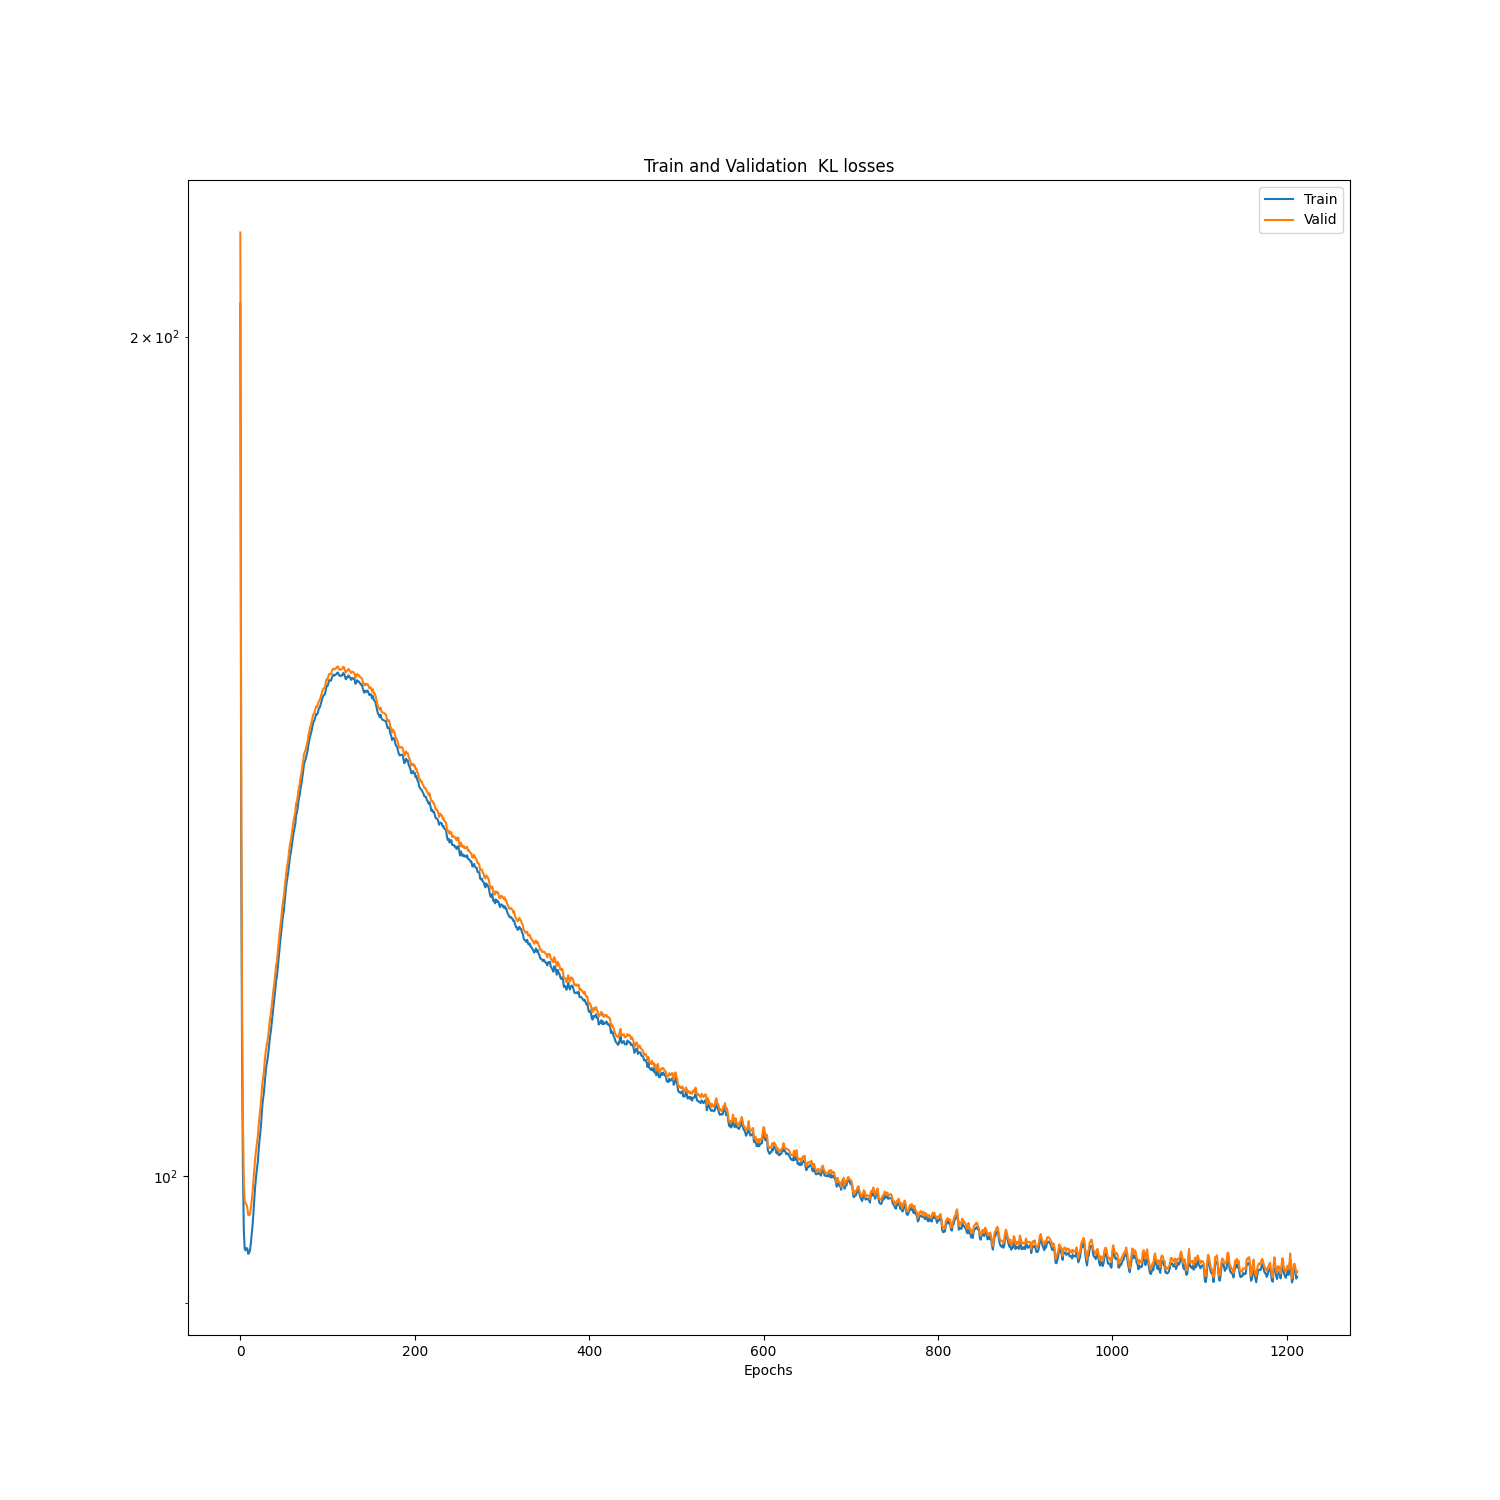 Train and Validation  KL losses
Train
Valid
2 × 10²
10²
0 200 400 600 800 1000 1200
Epochs